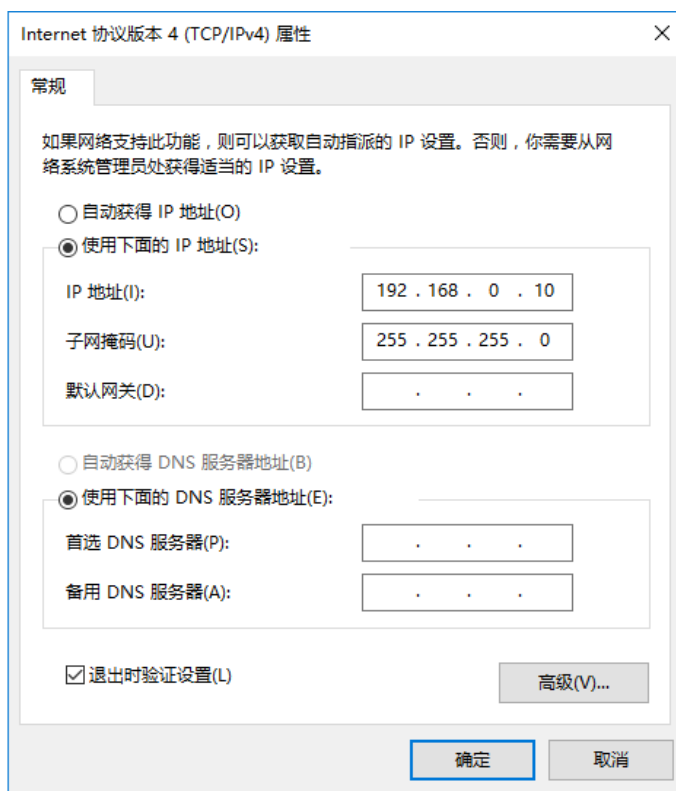 Internet 协议版本 4 (TCP/IPv4) 属性
常规
如果网络支持此功能，则可以获取自动指派的 IP 设置。否则，你需要从网
络系统管理员处获得适当的 IP 设置。
自动获得 IP 地址(O)
使用下面的 IP 地址(S):
IP 地址(I): 192 . 168 . 0 . 10
子网掩码(U): 255 . 255 . 255 . 0
默认网关(D): . . .
自动获得 DNS 服务器地址(B)
使用下面的 DNS 服务器地址(E):
首选 DNS 服务器(P): . . .
备用 DNS 服务器(A): . . .
退出时验证设置(L)
高级(V)...
确定 取消